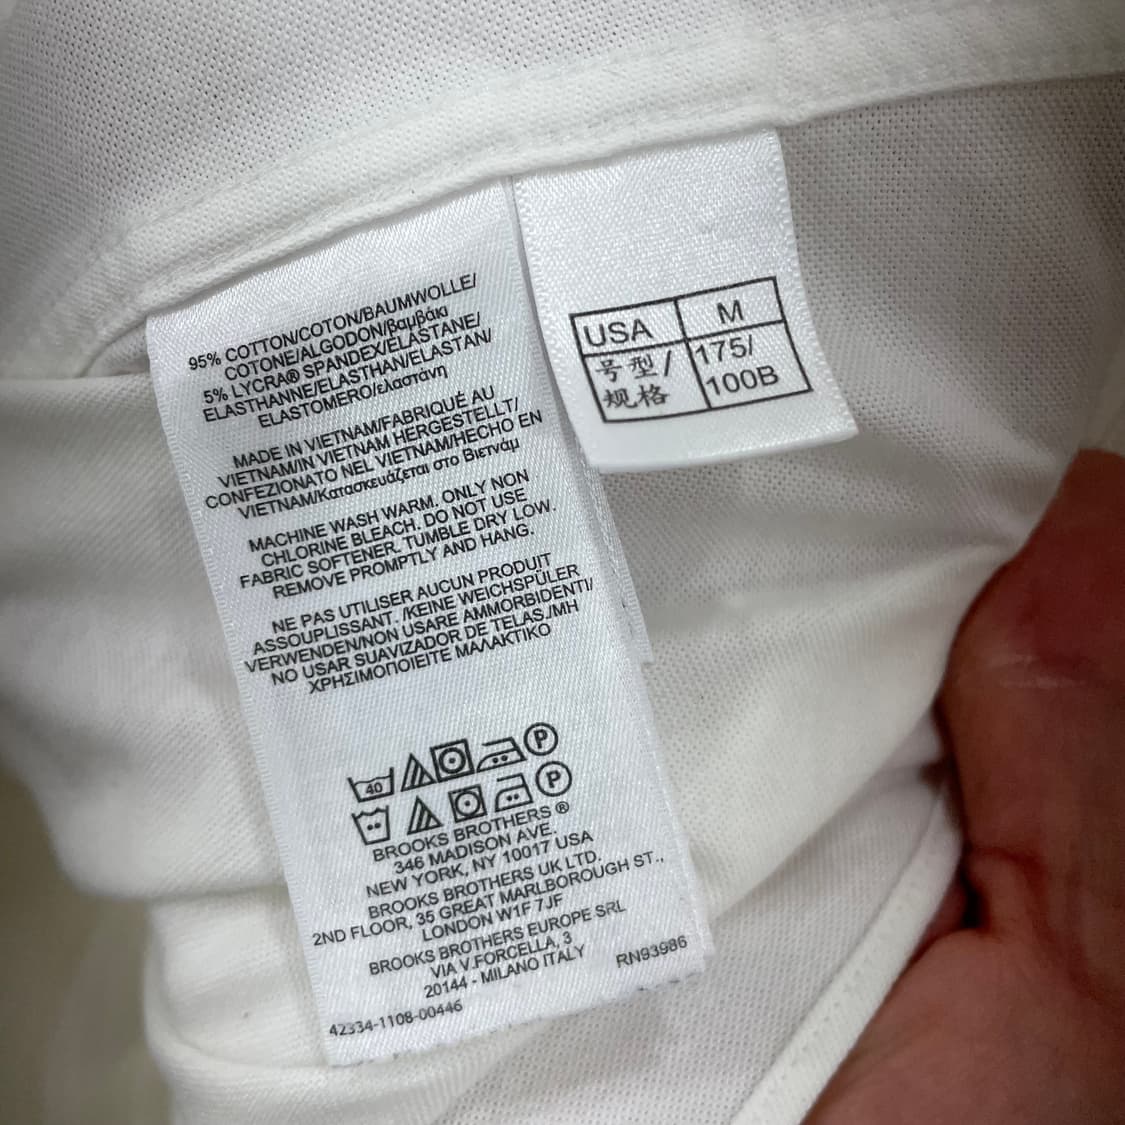 95% COTTON/COTON/BAUMWOLLE/
COTONE/ALGODON/βαμβάκι
5% LYCRA® SPANDEX/ÉLASTANE/
ELASTHANNE/ELASTHAN/ELASTAN/
ELASTOMERO/ελαστάνη
MADE IN VIETNAM/FABRIQUÉ AU
VIETNAM/IN VIETNAM HERGESTELLT/
CONFEZIONATO NEL VIETNAM/HECHO EN
VIETNAM/Κατασκευάζεται στο Βιετνάμ
MACHINE WASH WARM. ONLY NON
CHLORINE BLEACH. DO NOT USE
FABRIC SOFTENER. TUMBLE DRY LOW.
REMOVE PROMPTLY AND HANG.
NE PAS UTILISER AUCUN PRODUIT
ASSOUPLISSANT. /KEINE WEICHSPÜLER
VERWENDEN/NON USARE AMMORBIDENTI/
NO USAR SUAVIZADOR DE TELAS./ΜΗ
ΧΡΗΣΙΜΟΠΟΙΕΙΤΕ ΜΑΛΑΚΤΙΚΟ
40 P
P
BROOKS BROTHERS ®
346 MADISON AVE.
NEW YORK, NY 10017 USA
BROOKS BROTHERS UK LTD.
2ND FLOOR, 35 GREAT MARLBOROUGH ST.,
LONDON W1F 7JF
BROOKS BROTHERS EUROPE SRL
VIA V.FORCELLA, 3
20144 - MILANO ITALY
RN93986
42334-1108-00446
USA M
号型/ 175/
规格 100B